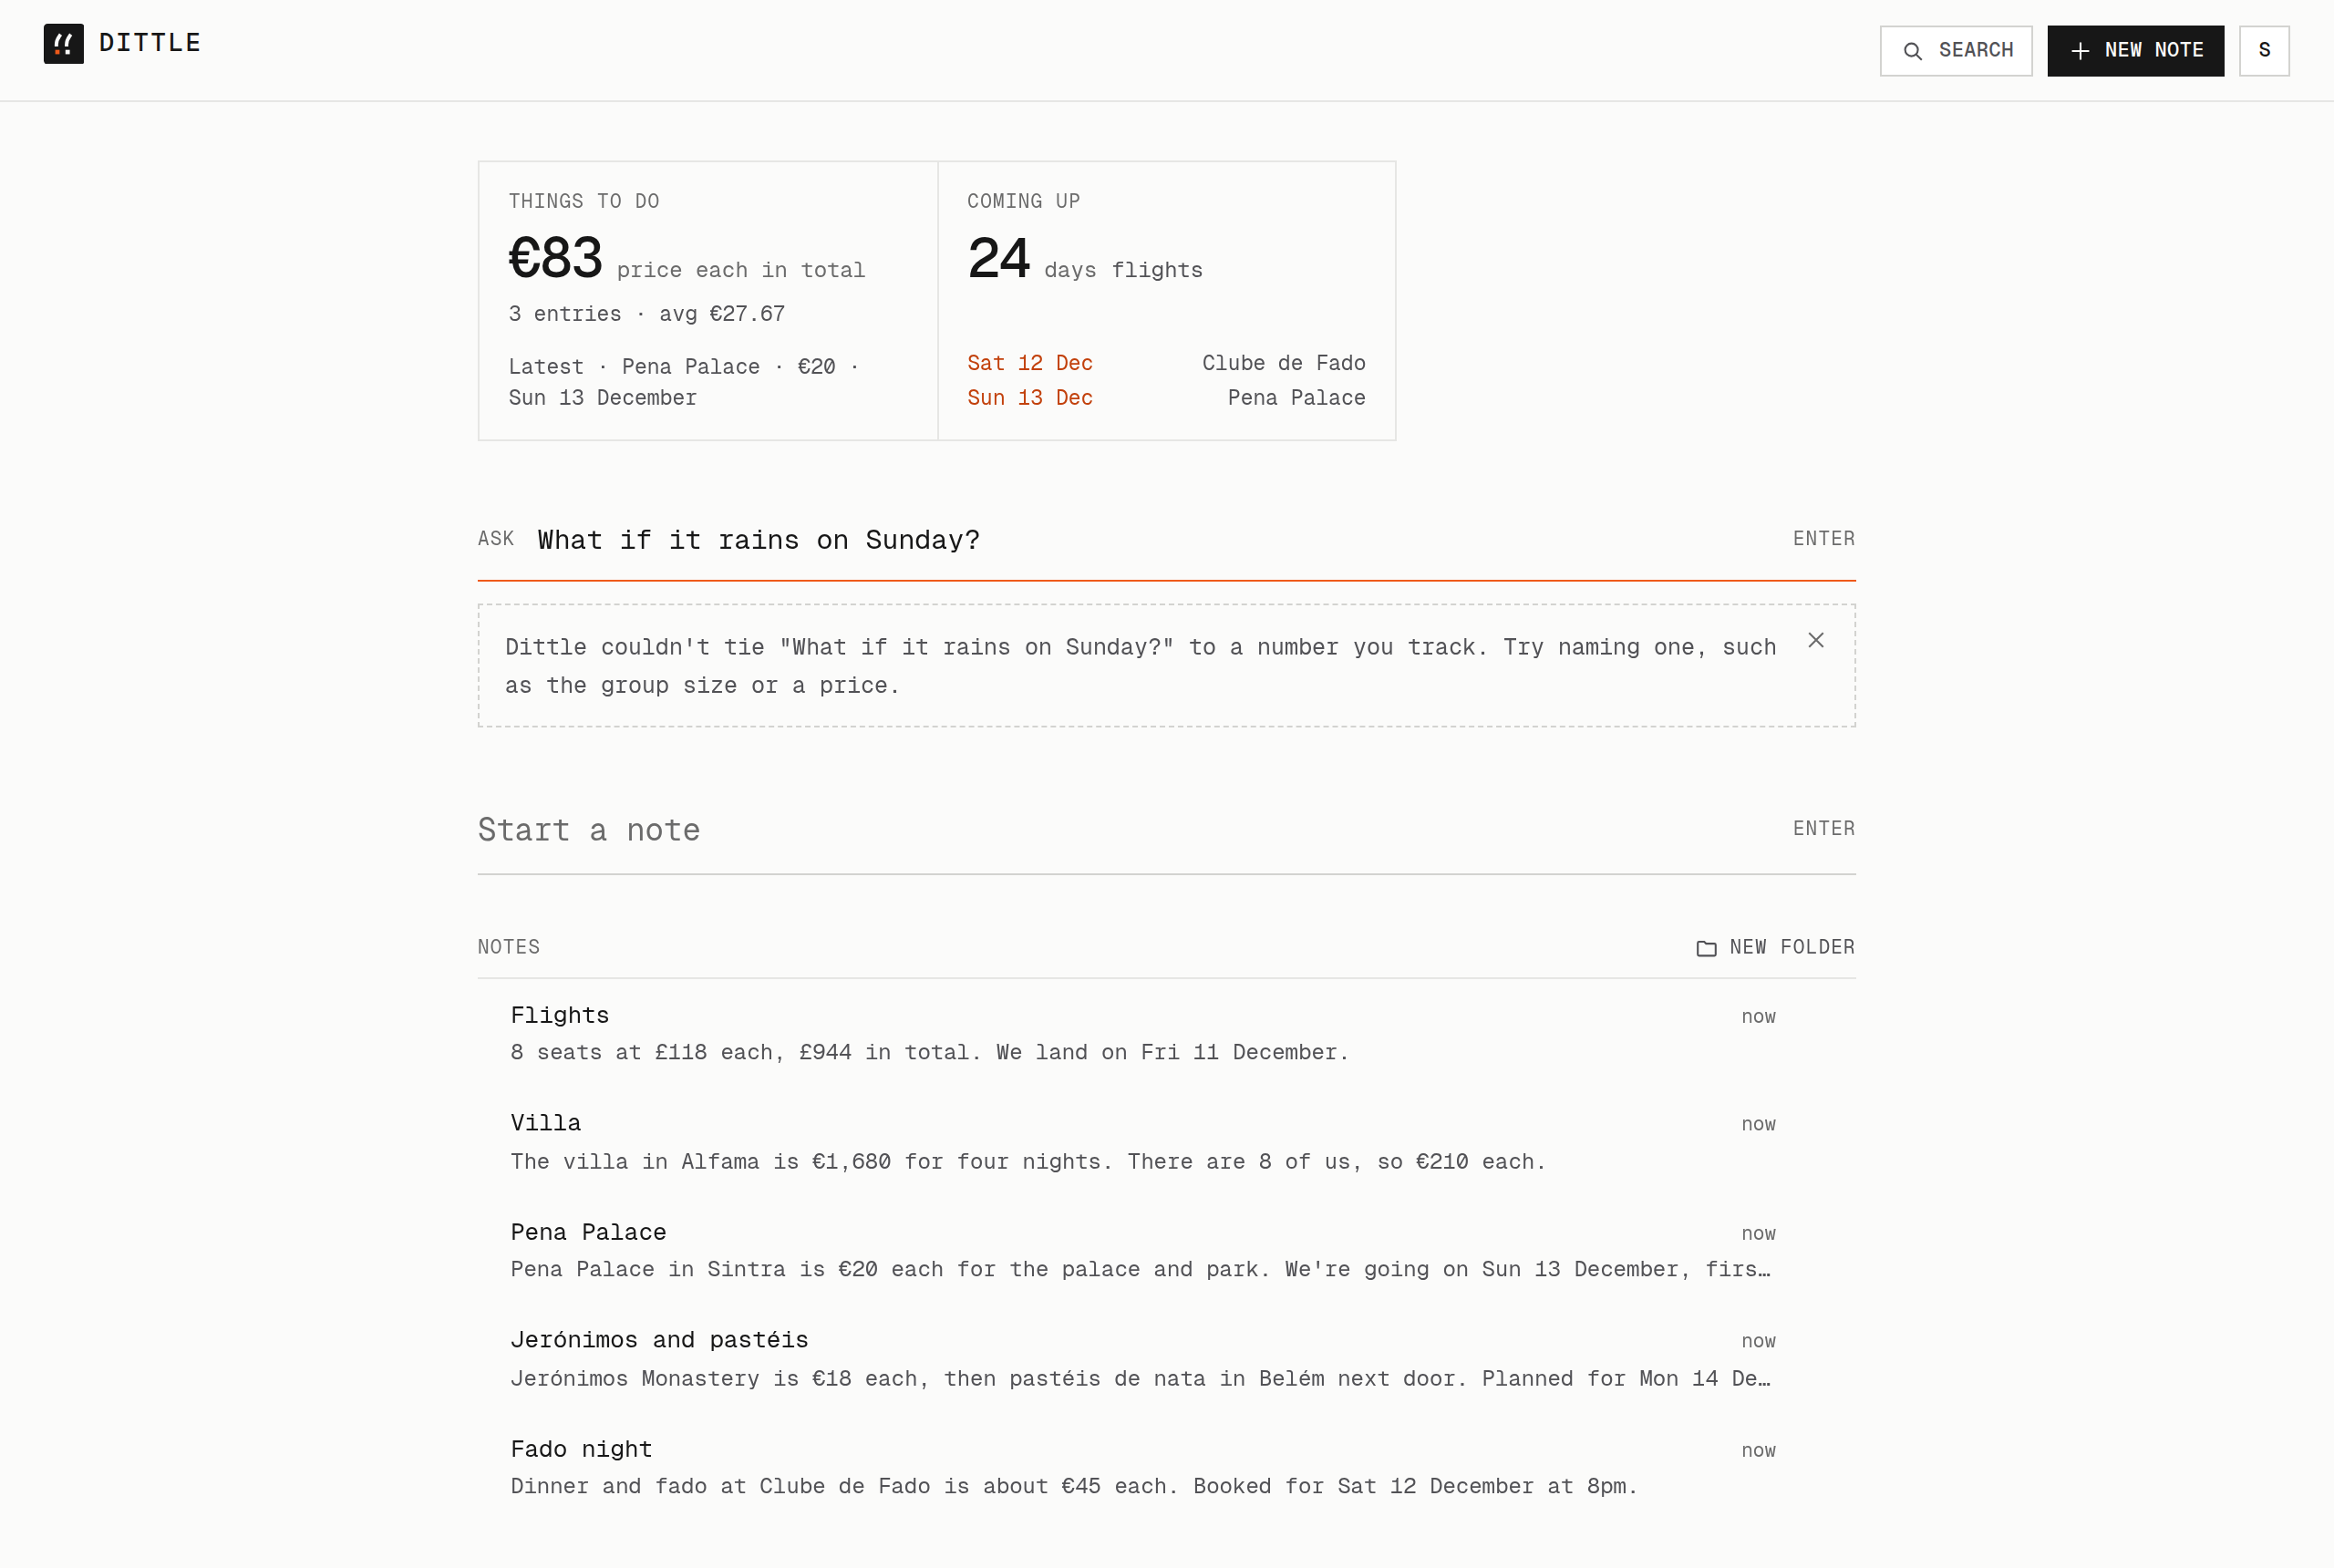 DITTLE
SEARCH
NEW NOTE
S
THINGS TO DO
€83 price each in total
3 entries · avg €27.67
Latest · Pena Palace · €20 ·
Sun 13 December
COMING UP
24 days flights
Sat 12 Dec Clube de Fado
Sun 13 Dec Pena Palace
ASK What if it rains on Sunday? ENTER
Dittle couldn't tie "What if it rains on Sunday?" to a number you track. Try naming one, such
as the group size or a price.
Start a note ENTER
NOTES NEW FOLDER
Flights now
8 seats at £118 each, £944 in total. We land on Fri 11 December.
Villa now
The villa in Alfama is €1,680 for four nights. There are 8 of us, so €210 each.
Pena Palace now
Pena Palace in Sintra is €20 each for the palace and park. We're going on Sun 13 December, firs…
Jerónimos and pastéis now
Jerónimos Monastery is €18 each, then pastéis de nata in Belém next door. Planned for Mon 14 De…
Fado night now
Dinner and fado at Clube de Fado is about €45 each. Booked for Sat 12 December at 8pm.